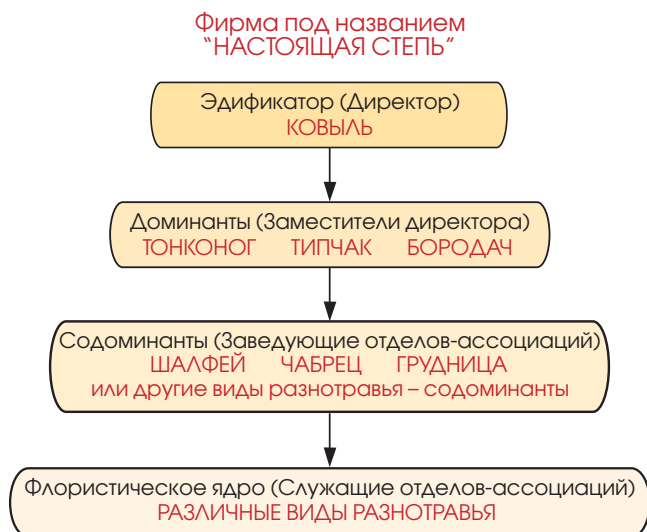 Фирма под названием
"НАСТОЯЩАЯ СТЕПЬ"
Эдификатор (Директор)
КОВЫЛЬ
Доминанты (Заместители директора)
ТОНКОНОГ ТИПЧАК БОРОДАЧ
Содоминанты (Заведующие отделов-ассоциаций)
ШАЛФЕЙ ЧАБРЕЦ ГРУДНИЦА
или другие виды разнотравья – содоминанты
Флористическое ядро (Служащие отделов-ассоциаций)
РАЗЛИЧНЫЕ ВИДЫ РАЗНОТРАВЬЯ